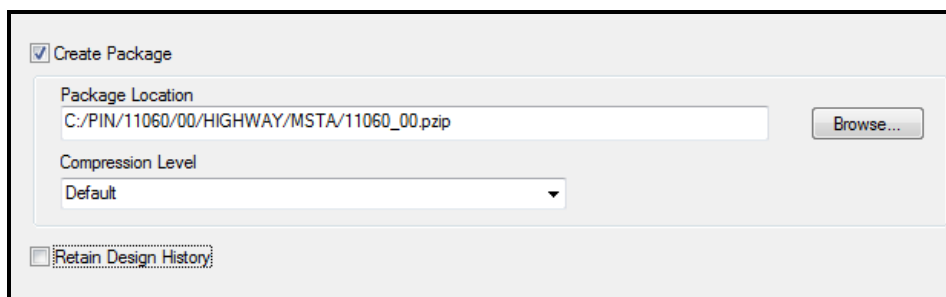 Create Package
Package Location
C:/PIN/11060/00/HIGHWAY/MSTA/11060_00.pzip
Browse...
Compression Level
Default
Retain Design History